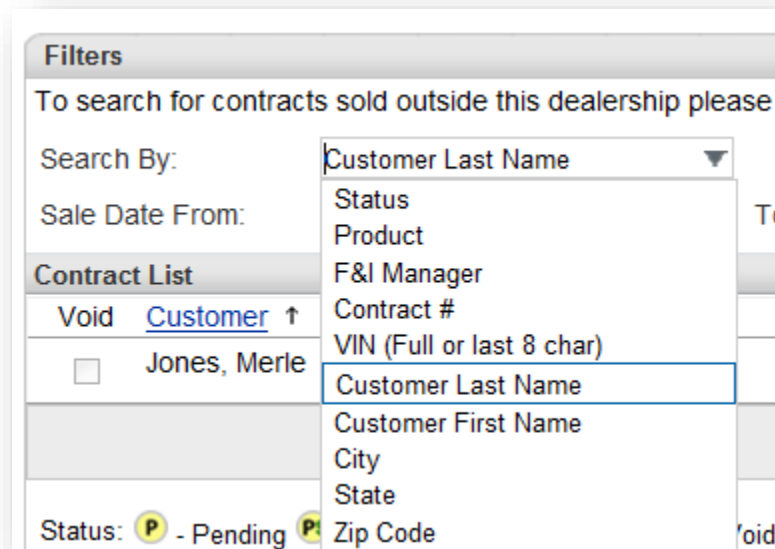 Filters
To search for contracts sold outside this dealership please
Search By: Customer Last Name
Status
Sale Date From:
Product
F&I Manager
Contract List
Contract #
Void Customer ↑
VIN (Full or last 8 char)
Jones, Merle
Customer Last Name
Customer First Name
City
State
Status: P - Pending
Zip Code